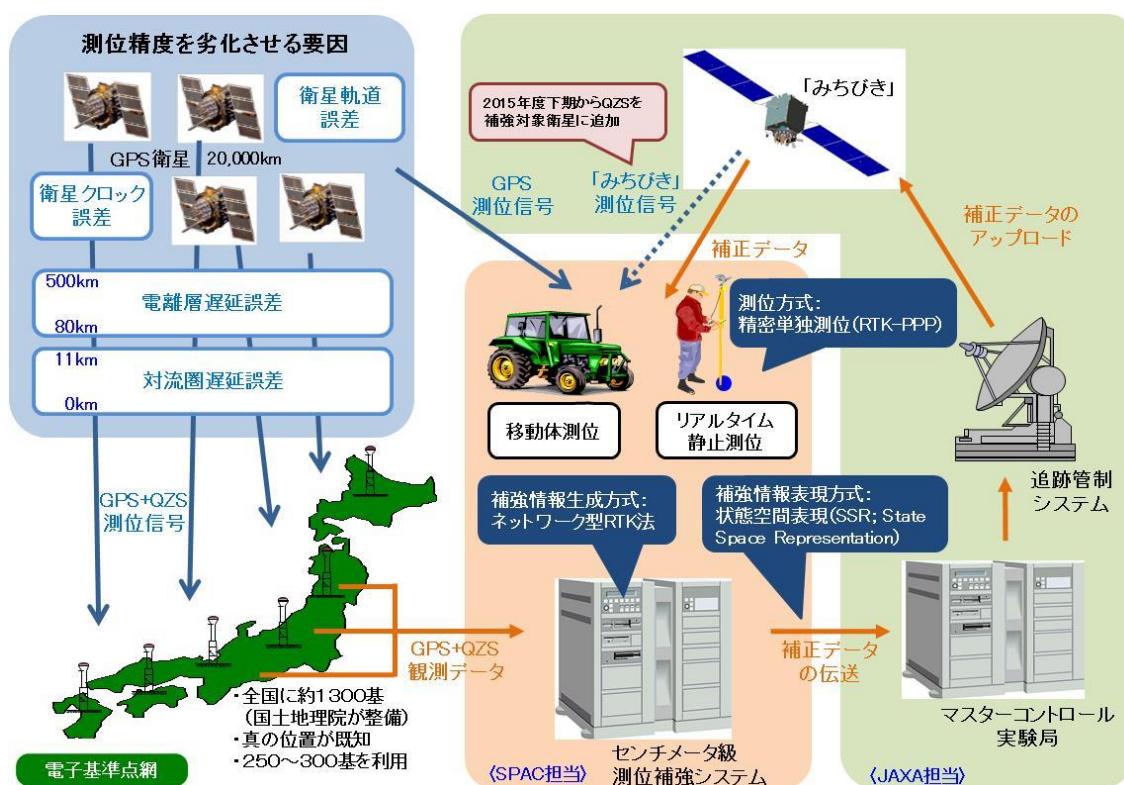 測位精度を劣化させる要因
衛星軌道
誤差
GPS衛星 20,000km
衛星クロック
誤差
500km
電離層遅延誤差
80km
11km
対流圏遅延誤差
0km
GPS+QZS
測位信号
電子基準点網
・全国に約1300基
(国土地理院が整備)
・真の位置が既知
・250～300基を利用
GPS+QZS
観測データ
2015年度下期からQZSを
補強対象衛星に追加
「みちびき」
GPS
測位信号
「みちびき」
測位信号
補正データ
補正データの
アップロード
測位方式:
精密単独測位(RTK-PPP)
移動体測位
リアルタイム
静止測位
追跡管制
システム
補強情報生成方式:
ネットワーク型RTK法
補強情報表現方式:
状態空間表現(SSR; State
Space Representation)
補正データ
の伝送
センチメータ級
測位補強システム
〈SPAC担当〉
マスターコントロール
実験局
〈JAXA担当〉